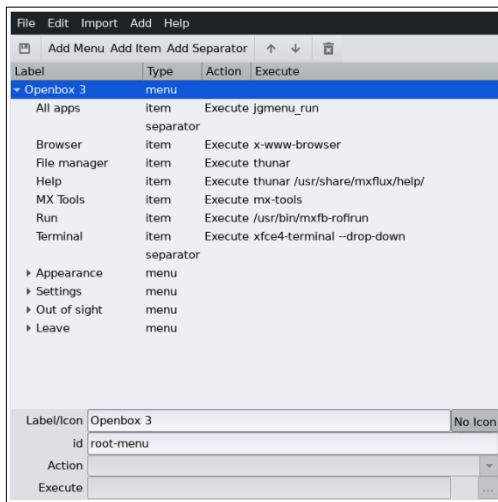 File Edit Import Add Help
Add Menu Add Item Add Separator
Label Type Action Execute
Openbox 3 menu
All apps item Execute jgmenu_run
separator
Browser item Execute x-www-browser
File manager item Execute thunar
Help item Execute thunar /usr/share/mxflux/help/
MX Tools item Execute mx-tools
Run item Execute /usr/bin/mxfb-rofirun
Terminal item Execute xfce4-terminal --drop-down
separator
Appearance menu
Settings menu
Out of sight menu
Leave menu
Label/Icon Openbox 3 No Icon
id root-menu
Action
Execute ...